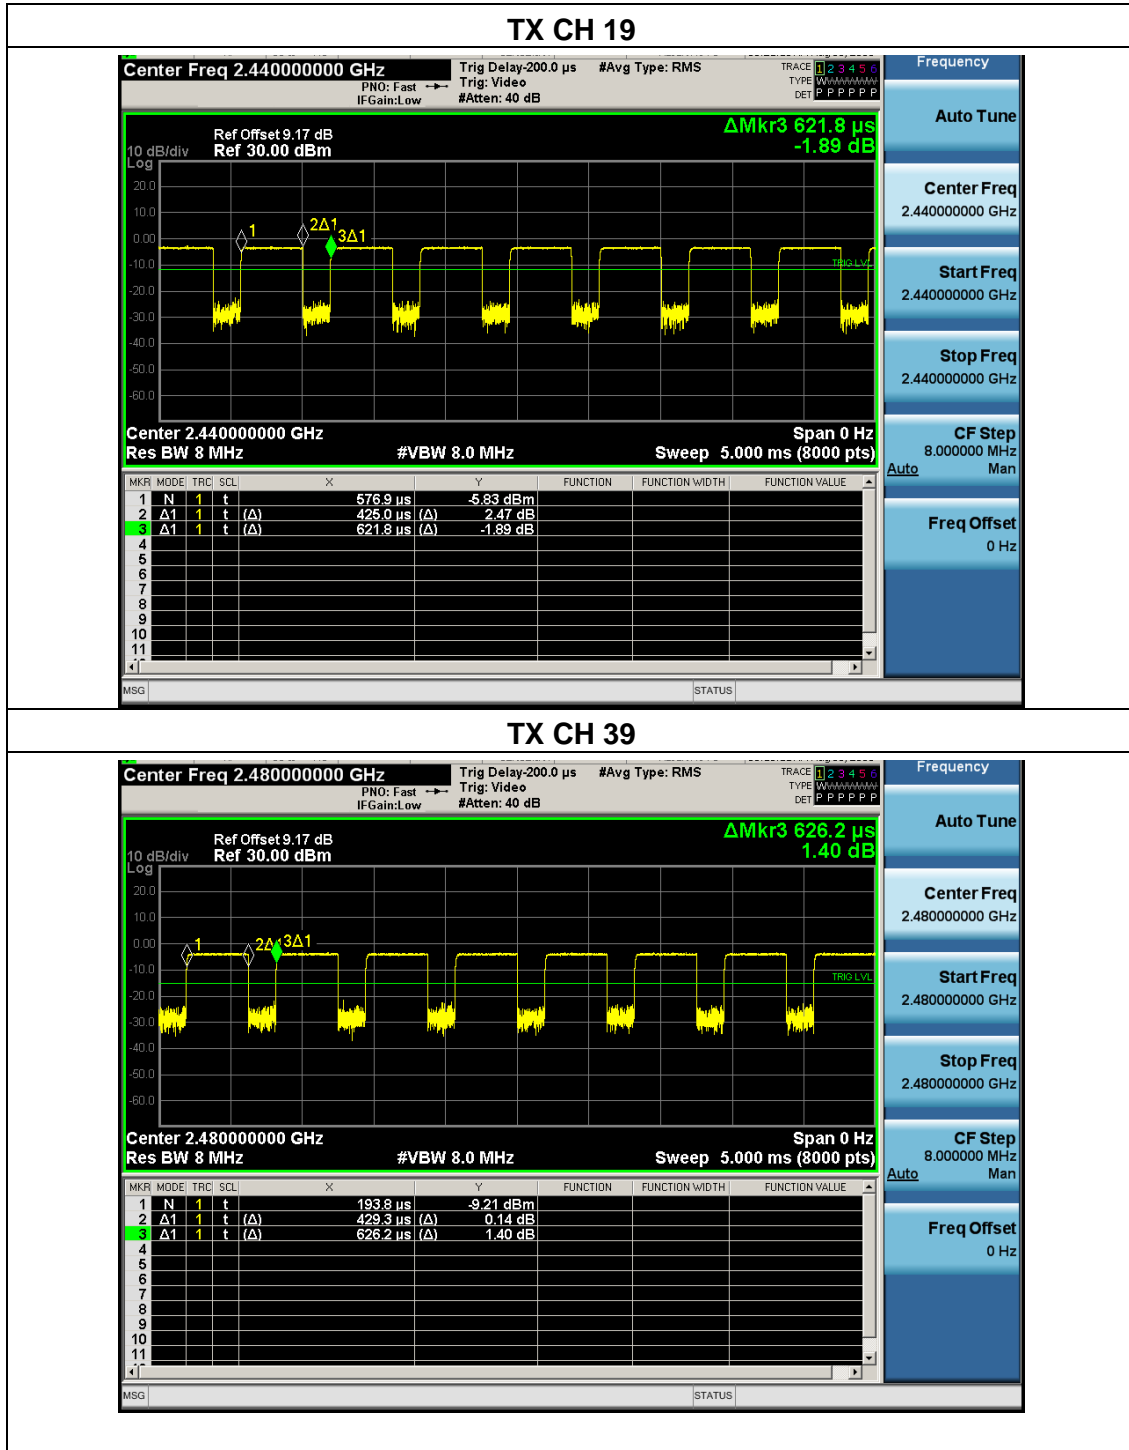 TX CH 19
Center Freq 2.440000000 GHz
PNO: Fast
IFGain:Low
Trig Delay-200.0 µs
Trig: Video
#Atten: 40 dB
#Avg Type: RMS
TRACE 1 2 3 4 5 6
TYPE
DET P P P P P P
Frequency
Auto Tune
Center Freq
2.440000000 GHz
Start Freq
2.440000000 GHz
Stop Freq
2.440000000 GHz
CF Step
8.000000 MHz
Auto Man
Freq Offset
0 Hz
ΔMkr3 621.8 µs
-1.89 dB
Ref Offset 9.17 dB
10 dB/div Ref 30.00 dBm
Log
20.0
10.0
0.00
-10.0
-20.0
-30.0
-40.0
-50.0
-60.0
1
2Δ1
3Δ1
TRIG LVL
Center 2.440000000 GHz Span 0 Hz
Res BW 8 MHz #VBW 8.0 MHz Sweep 5.000 ms (8000 pts)
MKR MODE TRC SCL X Y FUNCTION FUNCTION WIDTH FUNCTION VALUE
1 N 1 t 576.9 µs -5.83 dBm
2 Δ1 1 t (Δ) 425.0 µs (Δ) 2.47 dB
3 Δ1 1 t (Δ) 621.8 µs (Δ) -1.89 dB
4
5
6
7
8
9
10
11
MSG STATUS
TX CH 39
Center Freq 2.480000000 GHz
PNO: Fast
IFGain:Low
Trig Delay-200.0 µs
Trig: Video
#Atten: 40 dB
#Avg Type: RMS
TRACE 1 2 3 4 5 6
TYPE
DET P P P P P P
Frequency
Auto Tune
Center Freq
2.480000000 GHz
Start Freq
2.480000000 GHz
Stop Freq
2.480000000 GHz
CF Step
8.000000 MHz
Auto Man
Freq Offset
0 Hz
ΔMkr3 626.2 µs
1.40 dB
Ref Offset 9.17 dB
10 dB/div Ref 30.00 dBm
Log
20.0
10.0
0.00
-10.0
-20.0
-30.0
-40.0
-50.0
-60.0
1
2Δ1
3Δ1
TRIG LVL
Center 2.480000000 GHz Span 0 Hz
Res BW 8 MHz #VBW 8.0 MHz Sweep 5.000 ms (8000 pts)
MKR MODE TRC SCL X Y FUNCTION FUNCTION WIDTH FUNCTION VALUE
1 N 1 t 193.8 µs -9.21 dBm
2 Δ1 1 t (Δ) 429.3 µs (Δ) 0.14 dB
3 Δ1 1 t (Δ) 626.2 µs (Δ) 1.40 dB
4
5
6
7
8
9
10
11
MSG STATUS